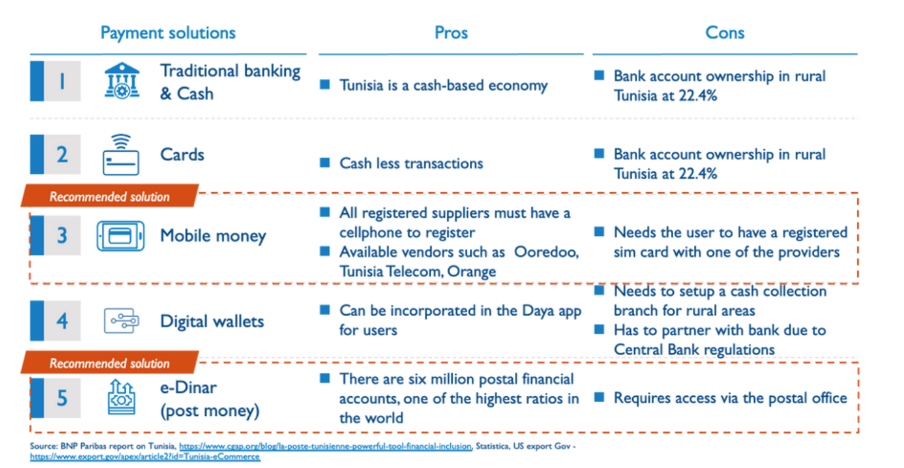 Payment solutions
Pros
Cons
1
Traditional banking
& Cash
Tunisia is a cash-based economy
Bank account ownership in rural
Tunisia at 22.4%
2
Cards
Cash less transactions
Bank account ownership in rural
Tunisia at 22.4%
Recommended solution
3
Mobile money
All registered suppliers must have a
cellphone to register
Available vendors such as Ooredoo,
Tunisia Telecom, Orange
Needs the user to have a registered
sim card with one of the providers
4
Digital wallets
Can be incorporated in the Daya app
for users
Needs to setup a cash collection
branch for rural areas
Has to partner with bank due to
Central Bank regulations
Recommended solution
5
e-Dinar
(post money)
There are six million postal financial
accounts, one of the highest ratios in
the world
Requires access via the postal office
Source: BNP Paribas report on Tunisia, https://www.cgap.org/blog/la-poste-tunisienne-powerful-tool-financial-inclusion, Statistica, US export Gov -
https://www.export.gov/apex/article2?id=Tunisia-eCommerce